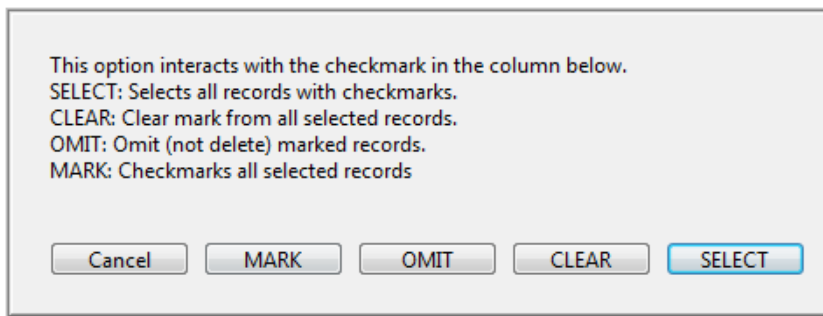 This option interacts with the checkmark in the column below.
SELECT: Selects all records with checkmarks.
CLEAR: Clear mark from all selected records.
OMIT: Omit (not delete) marked records.
MARK: Checkmarks all selected records
Cancel MARK OMIT CLEAR SELECT